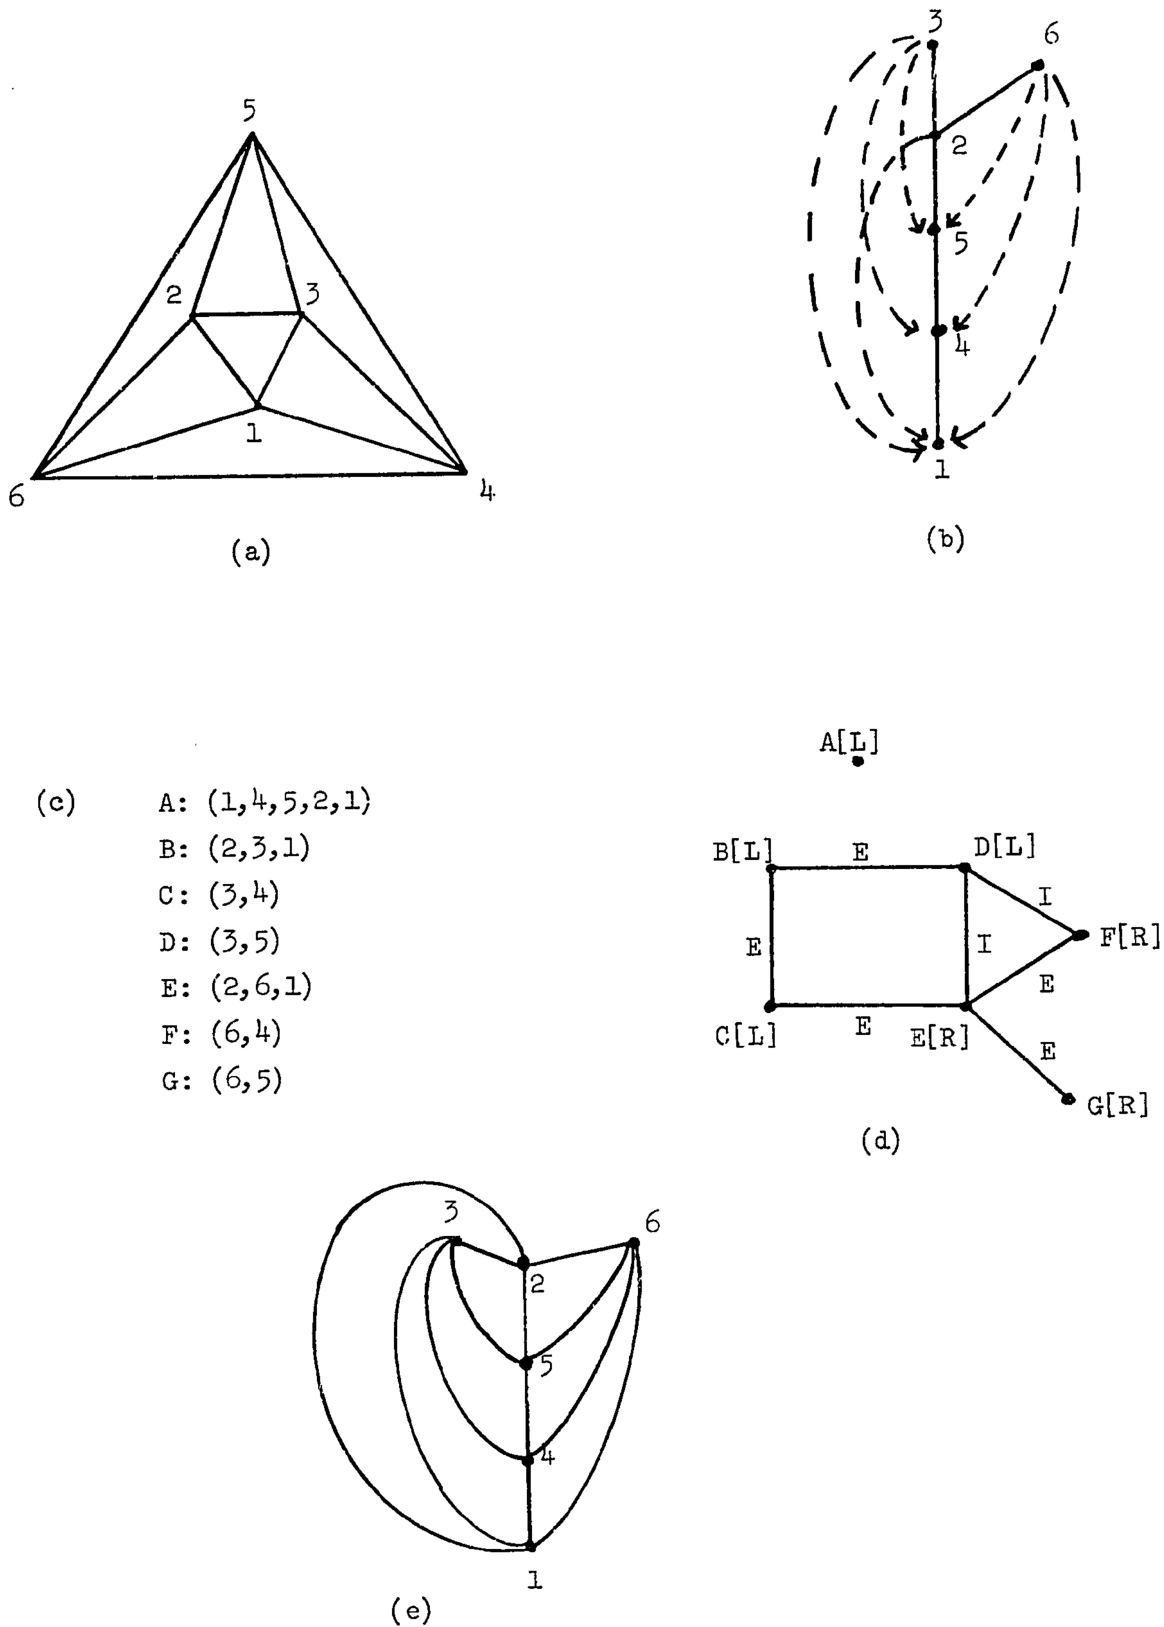 5
2
3
1
6
4
(a)
3
6
2
5
4
1
(b)
(c)
A: (1,4,5,2,1)
B: (2,3,1)
C: (3,4)
D: (3,5)
E: (2,6,1)
F: (6,4)
G: (6,5)
A[L]
B[L] E D[L]
I
E I F[R]
E
C[L] E E[R]
E
G[R]
(d)
3
6
2
5
4
1
(e)